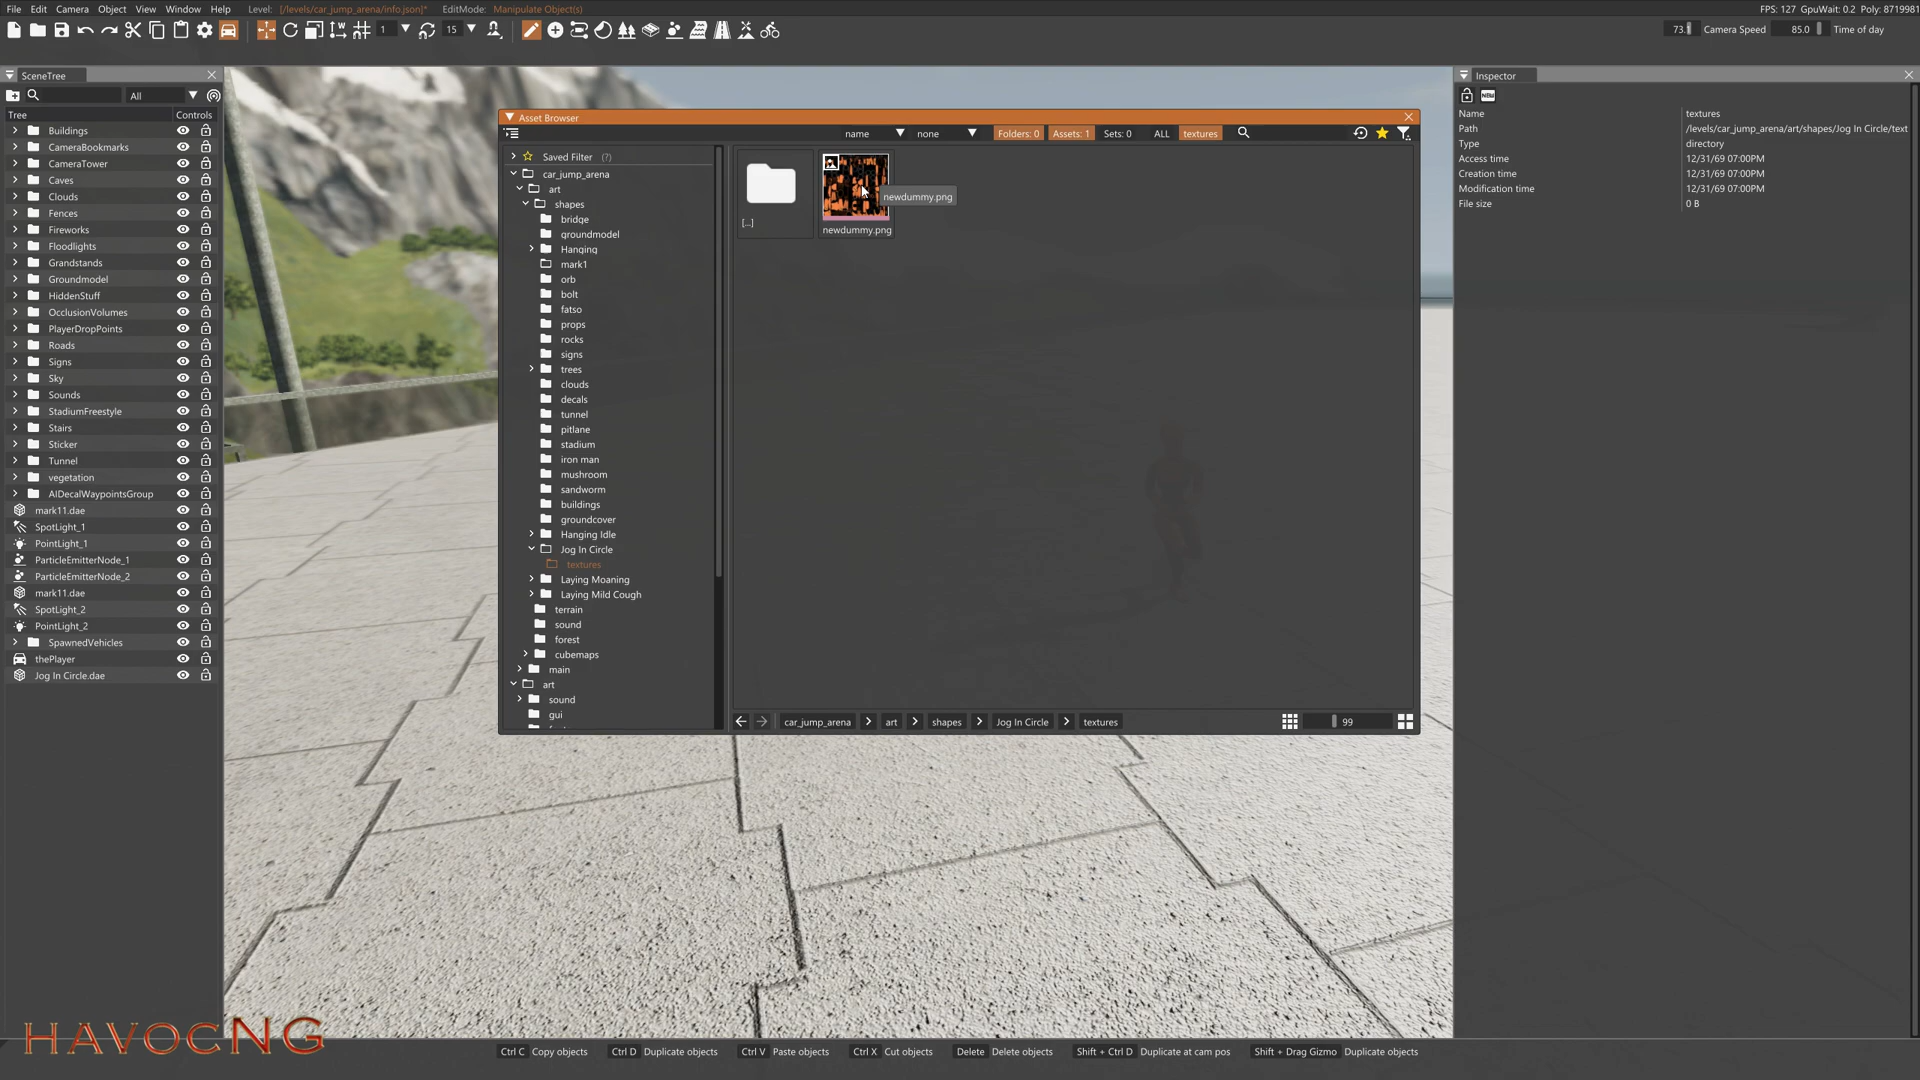 File Edit Camera Object View Window Help Level: [/levels/car_jump_arena/info.json]* EditMode: Manipulate Object(s) FPS: 127 GpuWait: 0.2 Poly: 8719981
1 15 73.1 Camera Speed 85.0 Time of day
SceneTree
All
Tree Controls
Buildings
CameraBookmarks
CameraTower
Caves
Clouds
Fences
Fireworks
Floodlights
Grandstands
Groundmodel
HiddenStuff
OcclusionVolumes
PlayerDropPoints
Roads
Signs
Sky
Sounds
StadiumFreestyle
Stairs
Sticker
Tunnel
vegetation
AIDecalWaypointsGroup
mark11.dae
SpotLight_1
PointLight_1
ParticleEmitterNode_1
ParticleEmitterNode_2
mark11.dae
SpotLight_2
PointLight_2
SpawnedVehicles
thePlayer
Jog In Circle.dae
Asset Browser
name none Folders: 0 Assets: 1 Sets: 0 ALL textures
Saved Filter (?)
car_jump_arena
art
shapes
bridge
groundmodel
Hanging
mark1
orb
bolt
fatso
props
rocks
signs
trees
clouds
decals
tunnel
pitlane
stadium
iron man
mushroom
sandworm
buildings
groundcover
Hanging Idle
Jog In Circle
textures
Laying Moaning
Laying Mild Cough
terrain
sound
forest
cubemaps
main
art
sound
gui
[...]
newdummy.png
newdummy.png
car_jump_arena > art > shapes > Jog In Circle > textures 99
Inspector
NEW
Name textures
Path /levels/car_jump_arena/art/shapes/Jog In Circle/text
Type directory
Access time 12/31/69 07:00PM
Creation time 12/31/69 07:00PM
Modification time 12/31/69 07:00PM
File size 0 B
HAVOCNG
Ctrl C Copy objects Ctrl D Duplicate objects Ctrl V Paste objects Ctrl X Cut objects Delete Delete objects Shift + Ctrl D Duplicate at cam pos Shift + Drag Gizmo Duplicate objects